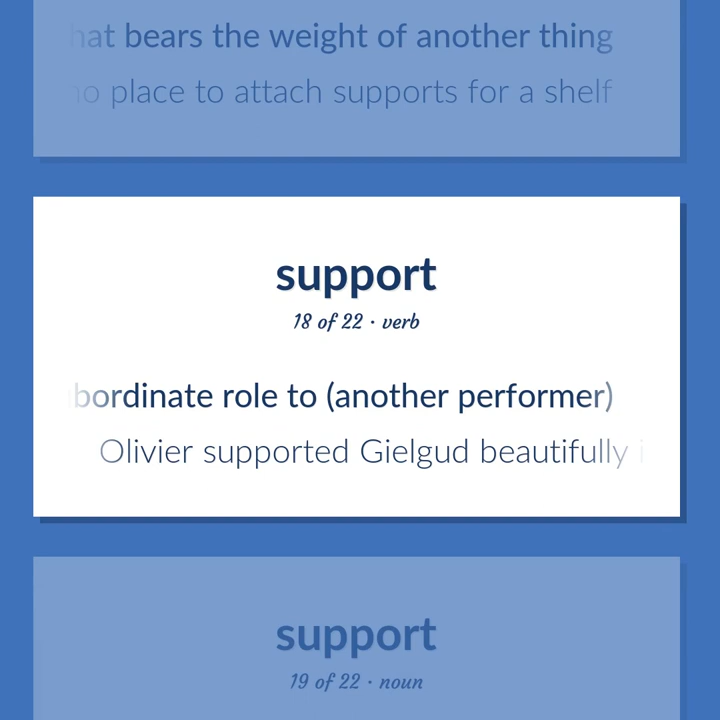 bears the weight of another thing
place to attach supports for a shelf
support
18 of 22 · verb
role to (another performer)
Olivier supported Gielgud beautifully
support
19 of 22 · noun